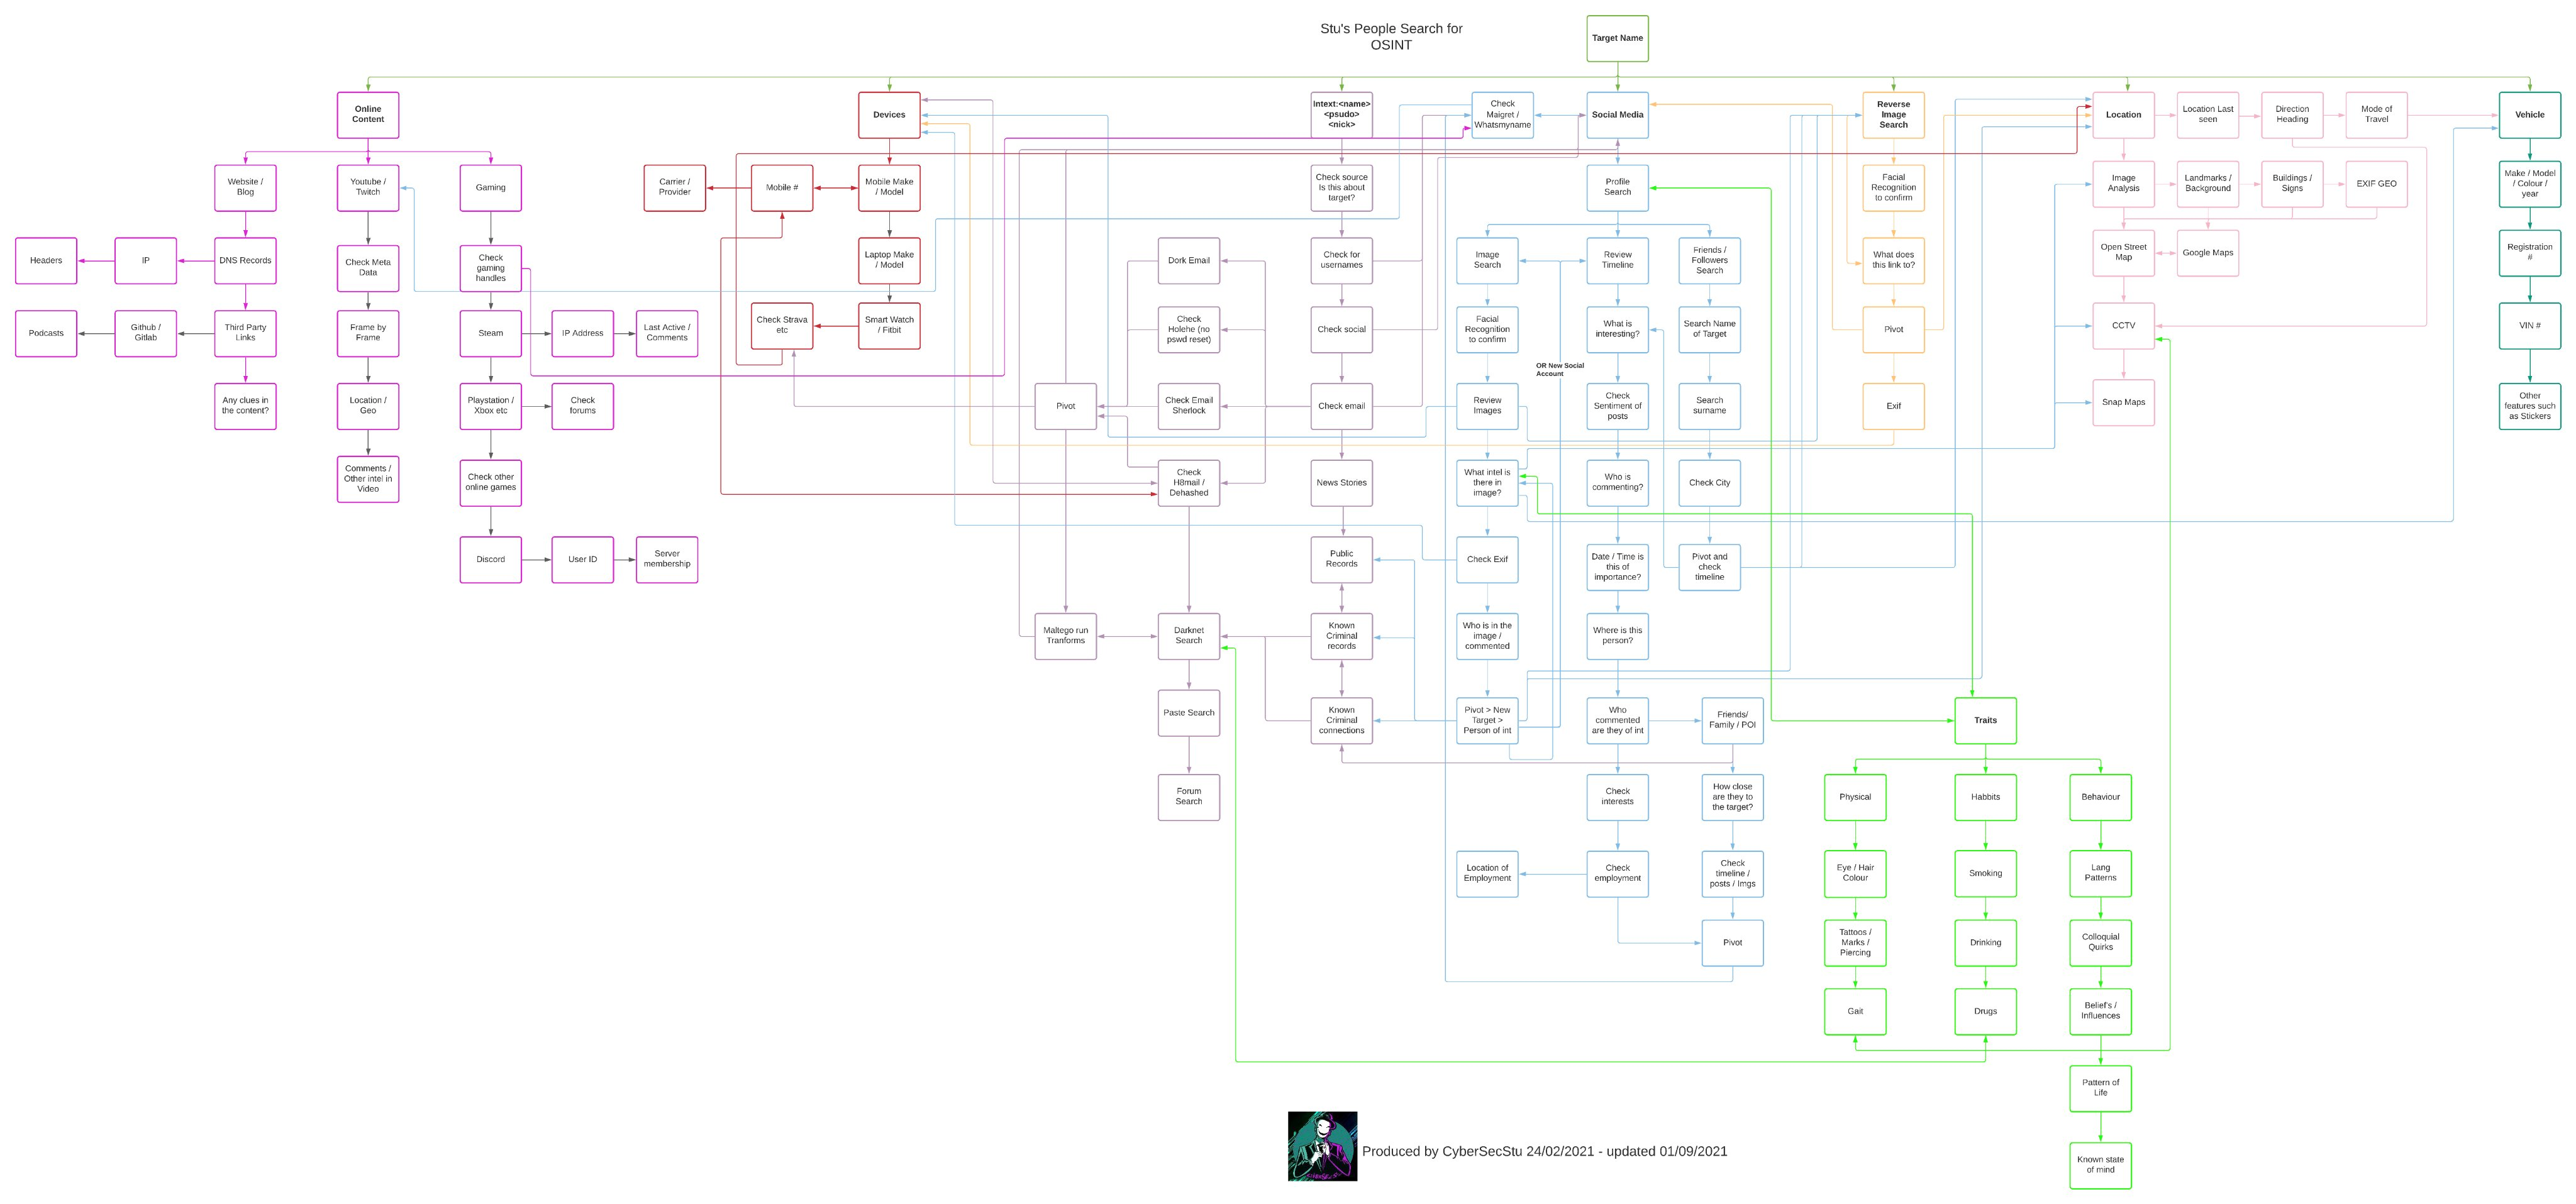 Stu's People Search for
OSINT
Target Name
Online
Content
Devices
Intext:<name>
<psudo>
<nick>
Check
Maigret /
Whatsmyname
Social Media
Reverse
Image
Search
Location
Location Last
seen
Direction
Heading
Mode of
Travel
Vehicle
Website /
Blog
Youtube /
Twitch
Gaming
Carrier /
Provider
Mobile #
Mobile Make
/ Model
Check source
Is this about
target?
Profile
Search
Facial
Recognition
to confirm
Image
Analysis
Landmarks /
Background
Buildings /
Signs
EXIF GEO
Make / Model
/ Colour /
year
Headers
IP
DNS Records
Check Meta
Data
Check
gaming
handles
Laptop Make
/ Model
Dork Email
Check for
usernames
Image
Search
Review
Timeline
Friends /
Followers
Search
What does
this link to?
Open Street
Map
Google Maps
Registration
#
Podcasts
Github /
Gitlab
Third Party
Links
Frame by
Frame
Steam
IP Address
Last Active /
Comments
Check Strava
etc
Smart Watch
/ Fitbit
Check
Holehe (no
pswd reset)
Check social
Facial
Recognition
to confirm
What is
interesting?
Search Name
of Target
Pivot
CCTV
VIN #
OR New Social
Account
Any clues in
the content?
Location /
Geo
Playstation /
Xbox etc
Check
forums
Pivot
Check Email
Sherlock
Check email
Review
Images
Check
Sentiment of
posts
Search
surname
Exif
Snap Maps
Other
features such
as Stickers
Comments /
Other intel in
Video
Check other
online games
Check
H8mail /
Dehashed
News Stories
What intel is
there in
image?
Who is
commenting?
Check City
Discord
User ID
Server
membership
Public
Records
Check Exif
Date / Time is
this of
importance?
Pivot and
check
timeline
Maltego run
Tranforms
Darknet
Search
Known
Criminal
records
Who is in the
image /
commented
Where is this
person?
Paste Search
Known
Criminal
connections
Pivot > New
Target >
Person of int
Who
commented
are they of int
Friends/
Family / POI
Traits
Forum
Search
Check
interests
How close
are they to
the target?
Physical
Habbits
Behaviour
Location of
Employment
Check
employment
Check
timeline /
posts / Imgs
Eye / Hair
Colour
Smoking
Lang
Patterns
Pivot
Tattoos /
Marks /
Piercing
Drinking
Colloquial
Quirks
Gait
Drugs
Belief's /
Influences
Pattern of
Life
Produced by CyberSecStu 24/02/2021 - updated 01/09/2021
Known state
of mind